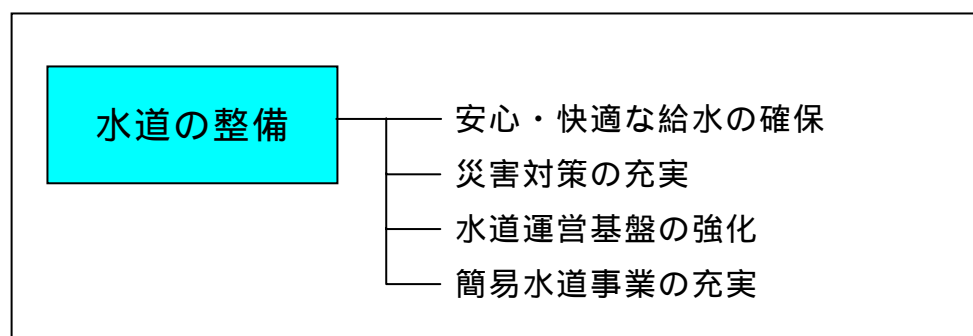 水道の整備
安心・快適な給水の確保
災害対策の充実
水道運営基盤の強化
簡易水道事業の充実